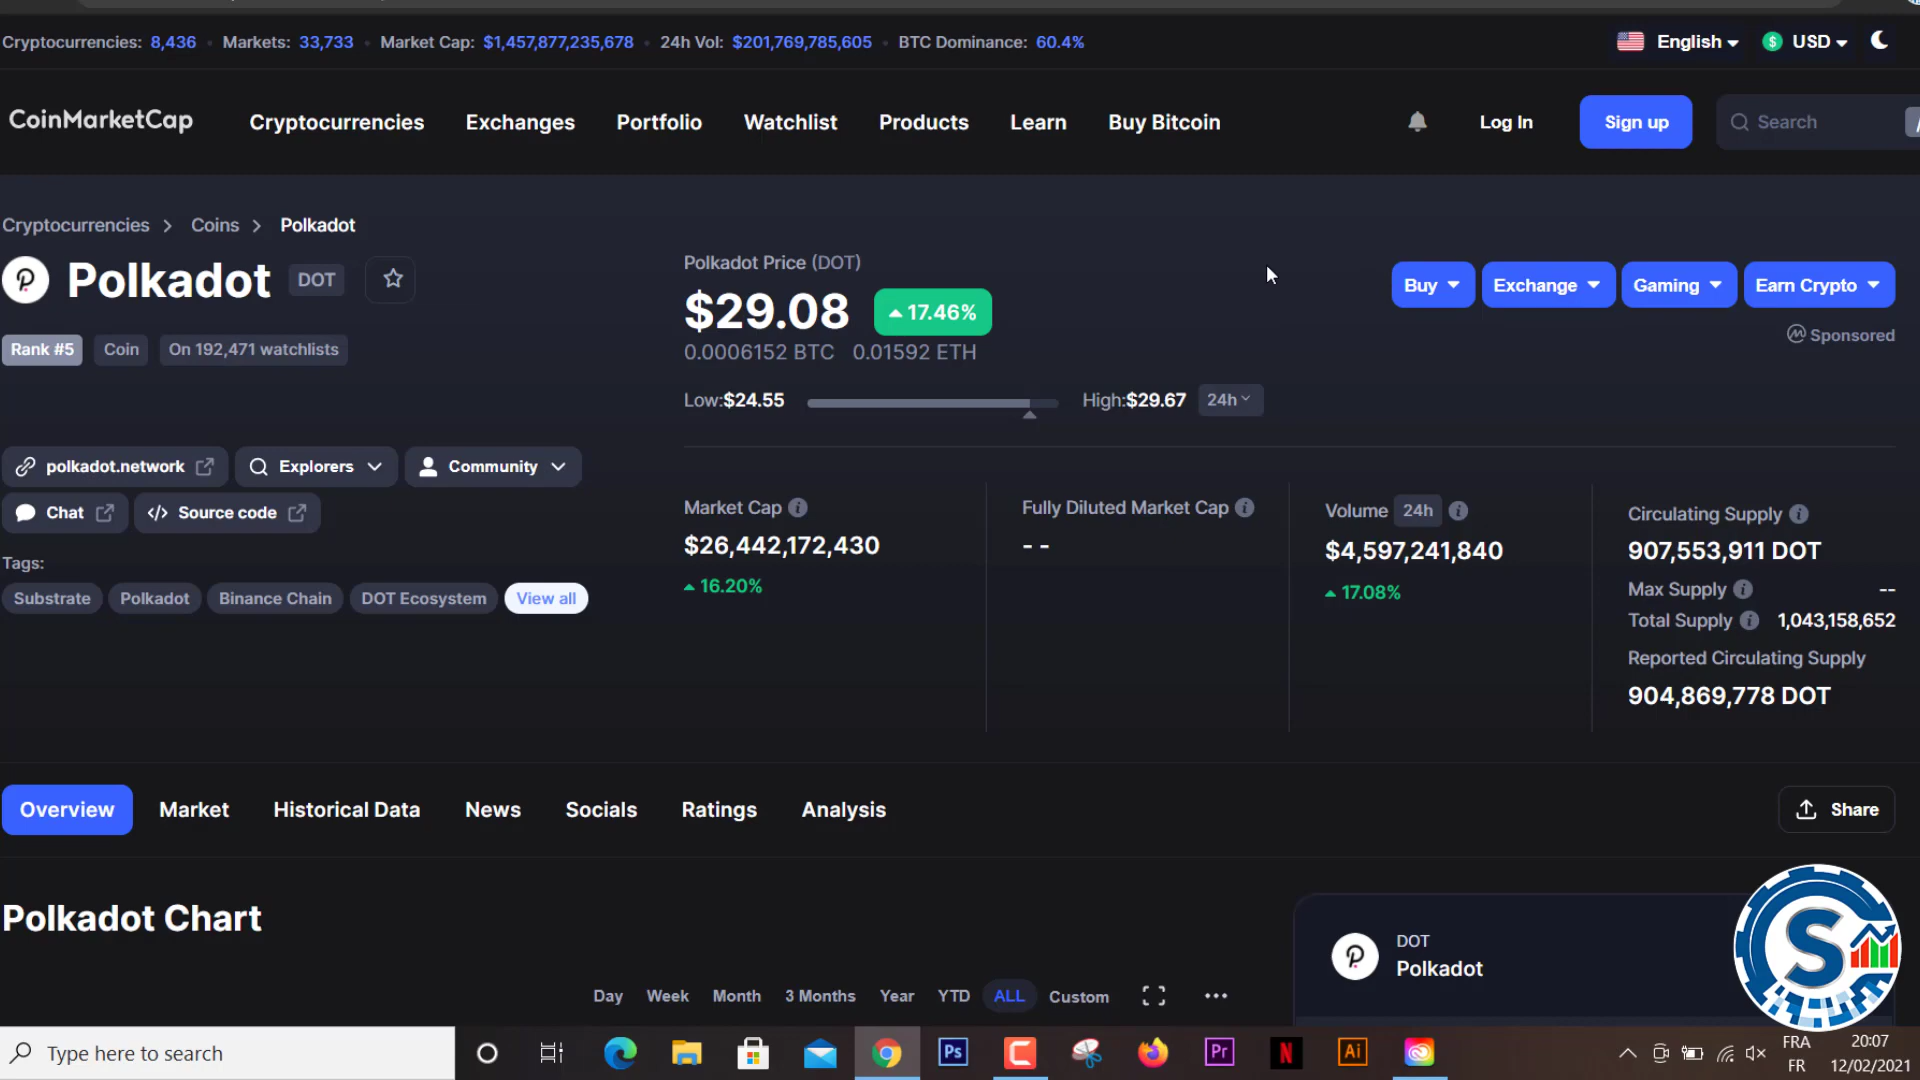 Cryptocurrencies: 8,436 • Markets: 33,733 • Market Cap: $1,457,877,235,678 • 24h Vol: $201,769,785,605 • BTC Dominance: 60.4% English USD
CoinMarketCap Cryptocurrencies Exchanges Portfolio Watchlist Products Learn Buy Bitcoin Log In Sign up Search /
Cryptocurrencies > Coins > Polkadot
Polkadot DOT
Rank #5 Coin On 192,471 watchlists
Polkadot Price (DOT)
$29.08 17.46%
0.0006152 BTC 0.01592 ETH
Low:$24.55 High:$29.67 24h
Buy Exchange Gaming Earn Crypto
Sponsored
polkadot.network Explorers Community
Chat </> Source code
Tags:
Substrate Polkadot Binance Chain DOT Ecosystem View all
Market Cap
$26,442,172,430
16.20%
Fully Diluted Market Cap
- -
Volume 24h
$4,597,241,840
17.08%
Circulating Supply
907,553,911 DOT
Max Supply --
Total Supply 1,043,158,652
Reported Circulating Supply
904,869,778 DOT
Overview Market Historical Data News Socials Ratings Analysis Share
Polkadot Chart
Day Week Month 3 Months Year YTD ALL Custom
DOT
Polkadot
S
Type here to search
Ps Pr N Ai
FRA
FR
20:07
12/02/2021